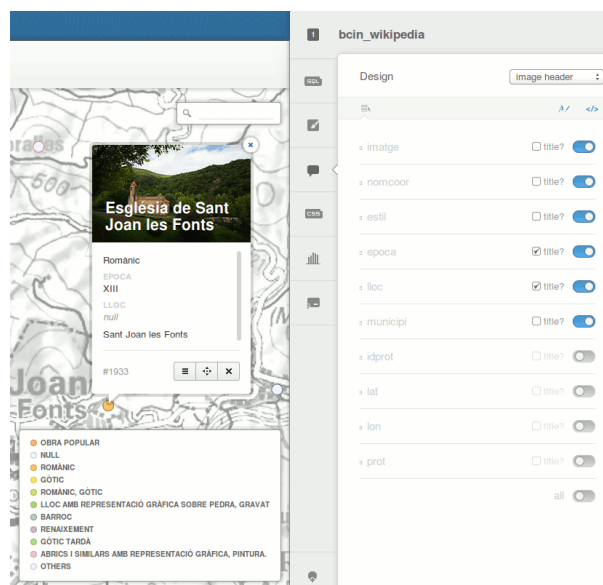 1
bcin_wikipedia
SQL
CSS
Design
image header
A/
</>
imatge
title?
nomcoor
title?
estil
title?
epoca
title?
lloc
title?
municipi
title?
idprot
title?
lat
title?
lon
title?
prot
title?
all
oralles
600
Església de Sant
Joan les Fonts
Romànic
EPOCA
XIII
LLOC
null
Sant Joan les Fonts
#1933
Joan
Fonts
OBRA POPULAR
NULL
ROMÀNIC
GÒTIC
ROMÀNIC, GÒTIC
LLOC AMB REPRESENTACIÓ GRÀFICA SOBRE PEDRA, GRAVAT
BARROC
RENAIXEMENT
GÒTIC TARDÀ
ABRICS I SIMILARS AMB REPRESENTACIÓ GRÀFICA, PINTURA.
OTHERS